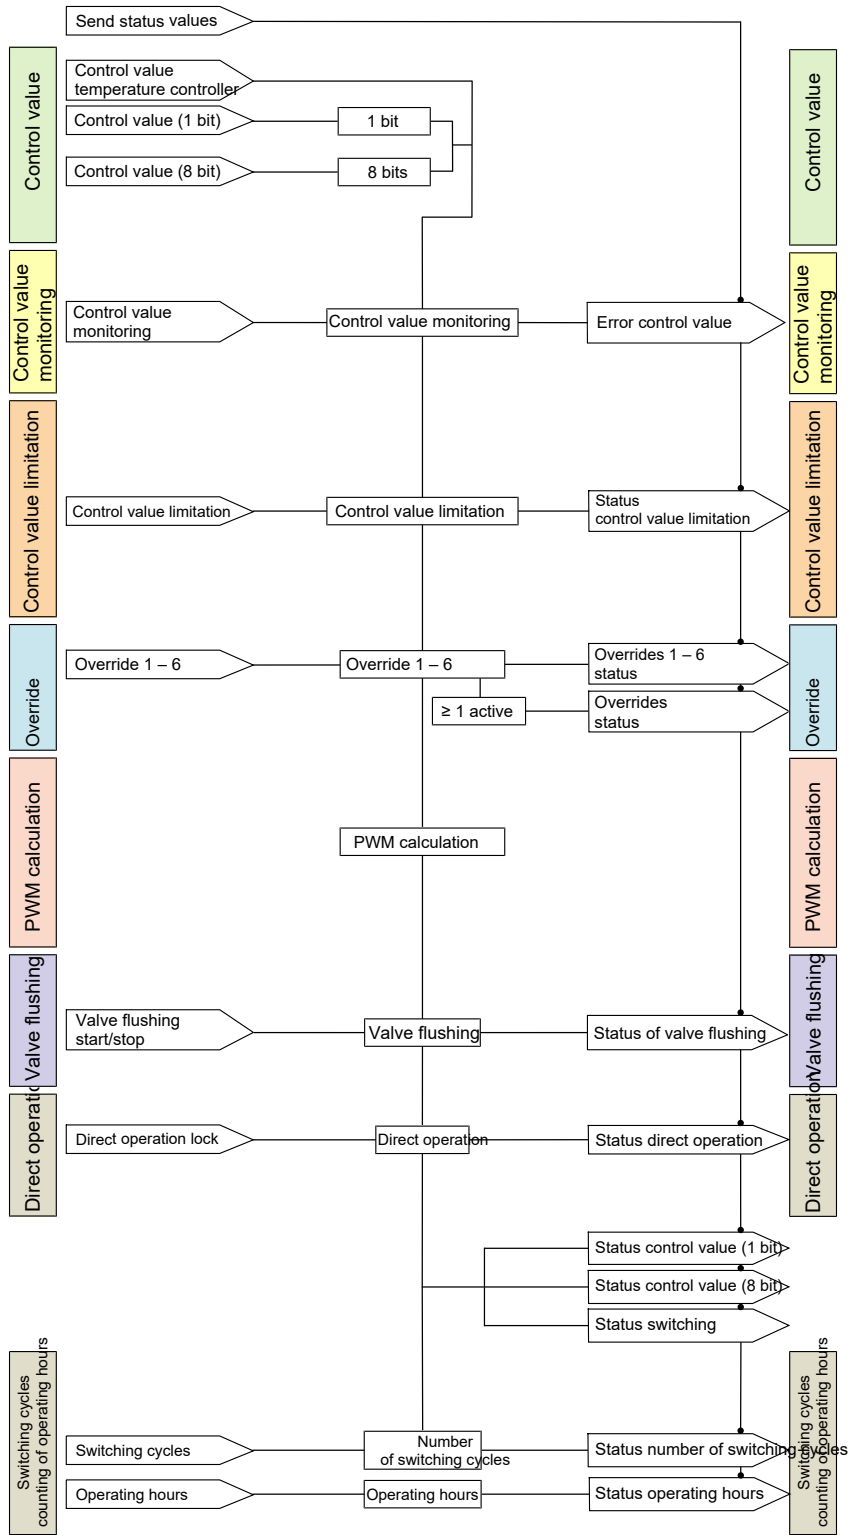 Send status values
Control value
Control value
temperature controller
Control value (1 bit)
1 bit
Control value (8 bit)
8 bits
Control value
Control value
monitoring
Control value
monitoring
Control value monitoring
Error control value
Control value
monitoring
Control value limitation
Control value limitation
Control value limitation
Status
control value limitation
Control value limitation
Override
Override 1 – 6
Override 1 – 6
Overrides 1 – 6
status
≥ 1 active
Overrides
status
Override
PWM calculation
PWM calculation
PWM calculation
Valve flushing
Valve flushing
start/stop
Valve flushing
Status of valve flushing
Valve flushing
Direct operatic
Direct operation lock
Direct operation
Status direct operation
Direct operation
Status control value (1 bit)
Status control value (8 bit)
Status switching
Switching cycles
counting of operating hours
Switching cycles
Number
of switching cycles
Status number of switching cycles
Operating hours
Operating hours
Status operating hours
Switching cycles
counting of operating hours